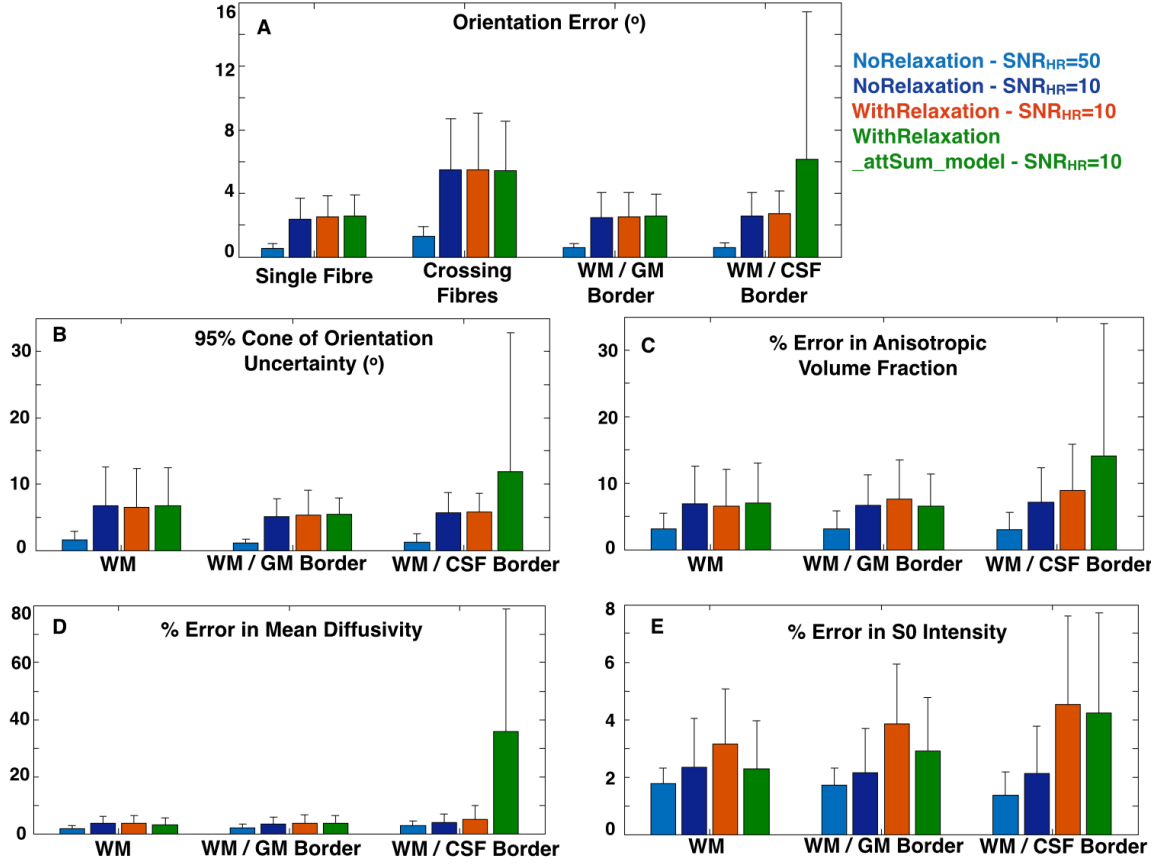 A
Orientation Error (º)
16
12
8
4
0
Single Fibre
Crossing
Fibres
WM / GM
Border
WM / CSF
Border
NoRelaxation - SNRHR=50
NoRelaxation - SNRHR=10
WithRelaxation - SNRHR=10
WithRelaxation
_attSum_model - SNRHR=10
B
95% Cone of Orientation
Uncertainty (º)
30
20
10
0
WM
WM / GM Border
WM / CSF Border
C
% Error in Anisotropic
Volume Fraction
30
20
10
0
WM
WM / GM Border
WM / CSF Border
D
% Error in Mean Diffusivity
80
60
40
20
0
WM
WM / GM Border
WM / CSF Border
E
% Error in S0 Intensity
8
6
4
2
0
WM
WM / GM Border
WM / CSF Border